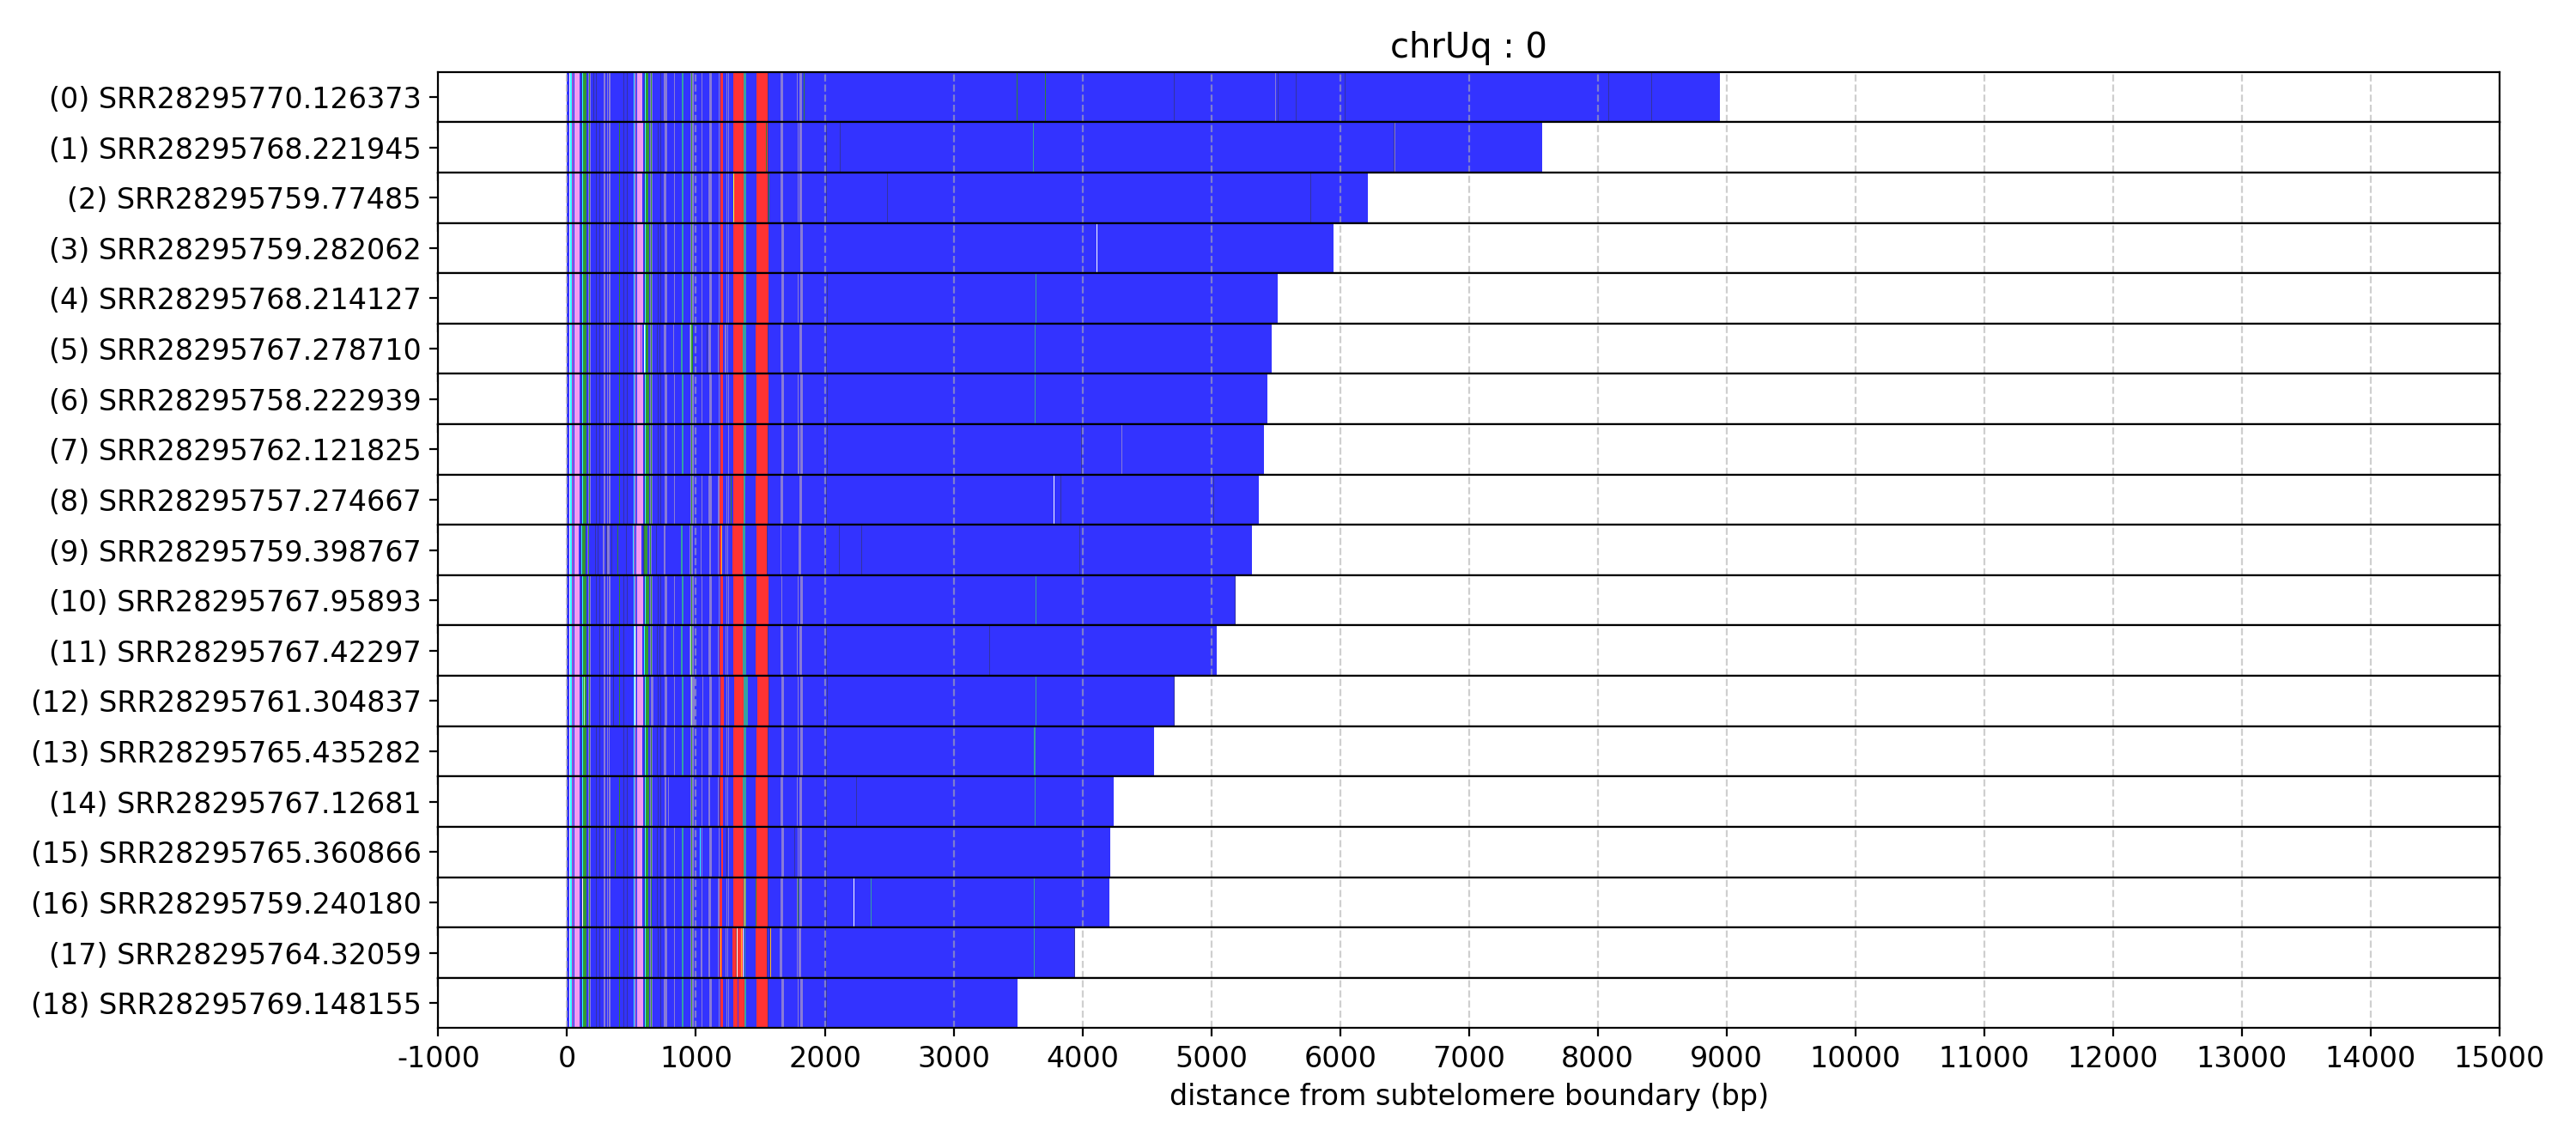 chrUq : 0
(0) SRR28295770.126373
(1) SRR28295768.221945
(2) SRR28295759.77485
(3) SRR28295759.282062
(4) SRR28295768.214127
(5) SRR28295767.278710
(6) SRR28295758.222939
(7) SRR28295762.121825
(8) SRR28295757.274667
(9) SRR28295759.398767
(10) SRR28295767.95893
(11) SRR28295767.42297
(12) SRR28295761.304837
(13) SRR28295765.435282
(14) SRR28295767.12681
(15) SRR28295765.360866
(16) SRR28295759.240180
(17) SRR28295764.32059
(18) SRR28295769.148155
-1000 0 1000 2000 3000 4000 5000 6000 7000 8000 9000 10000 11000 12000 13000 14000 15000
distance from subtelomere boundary (bp)